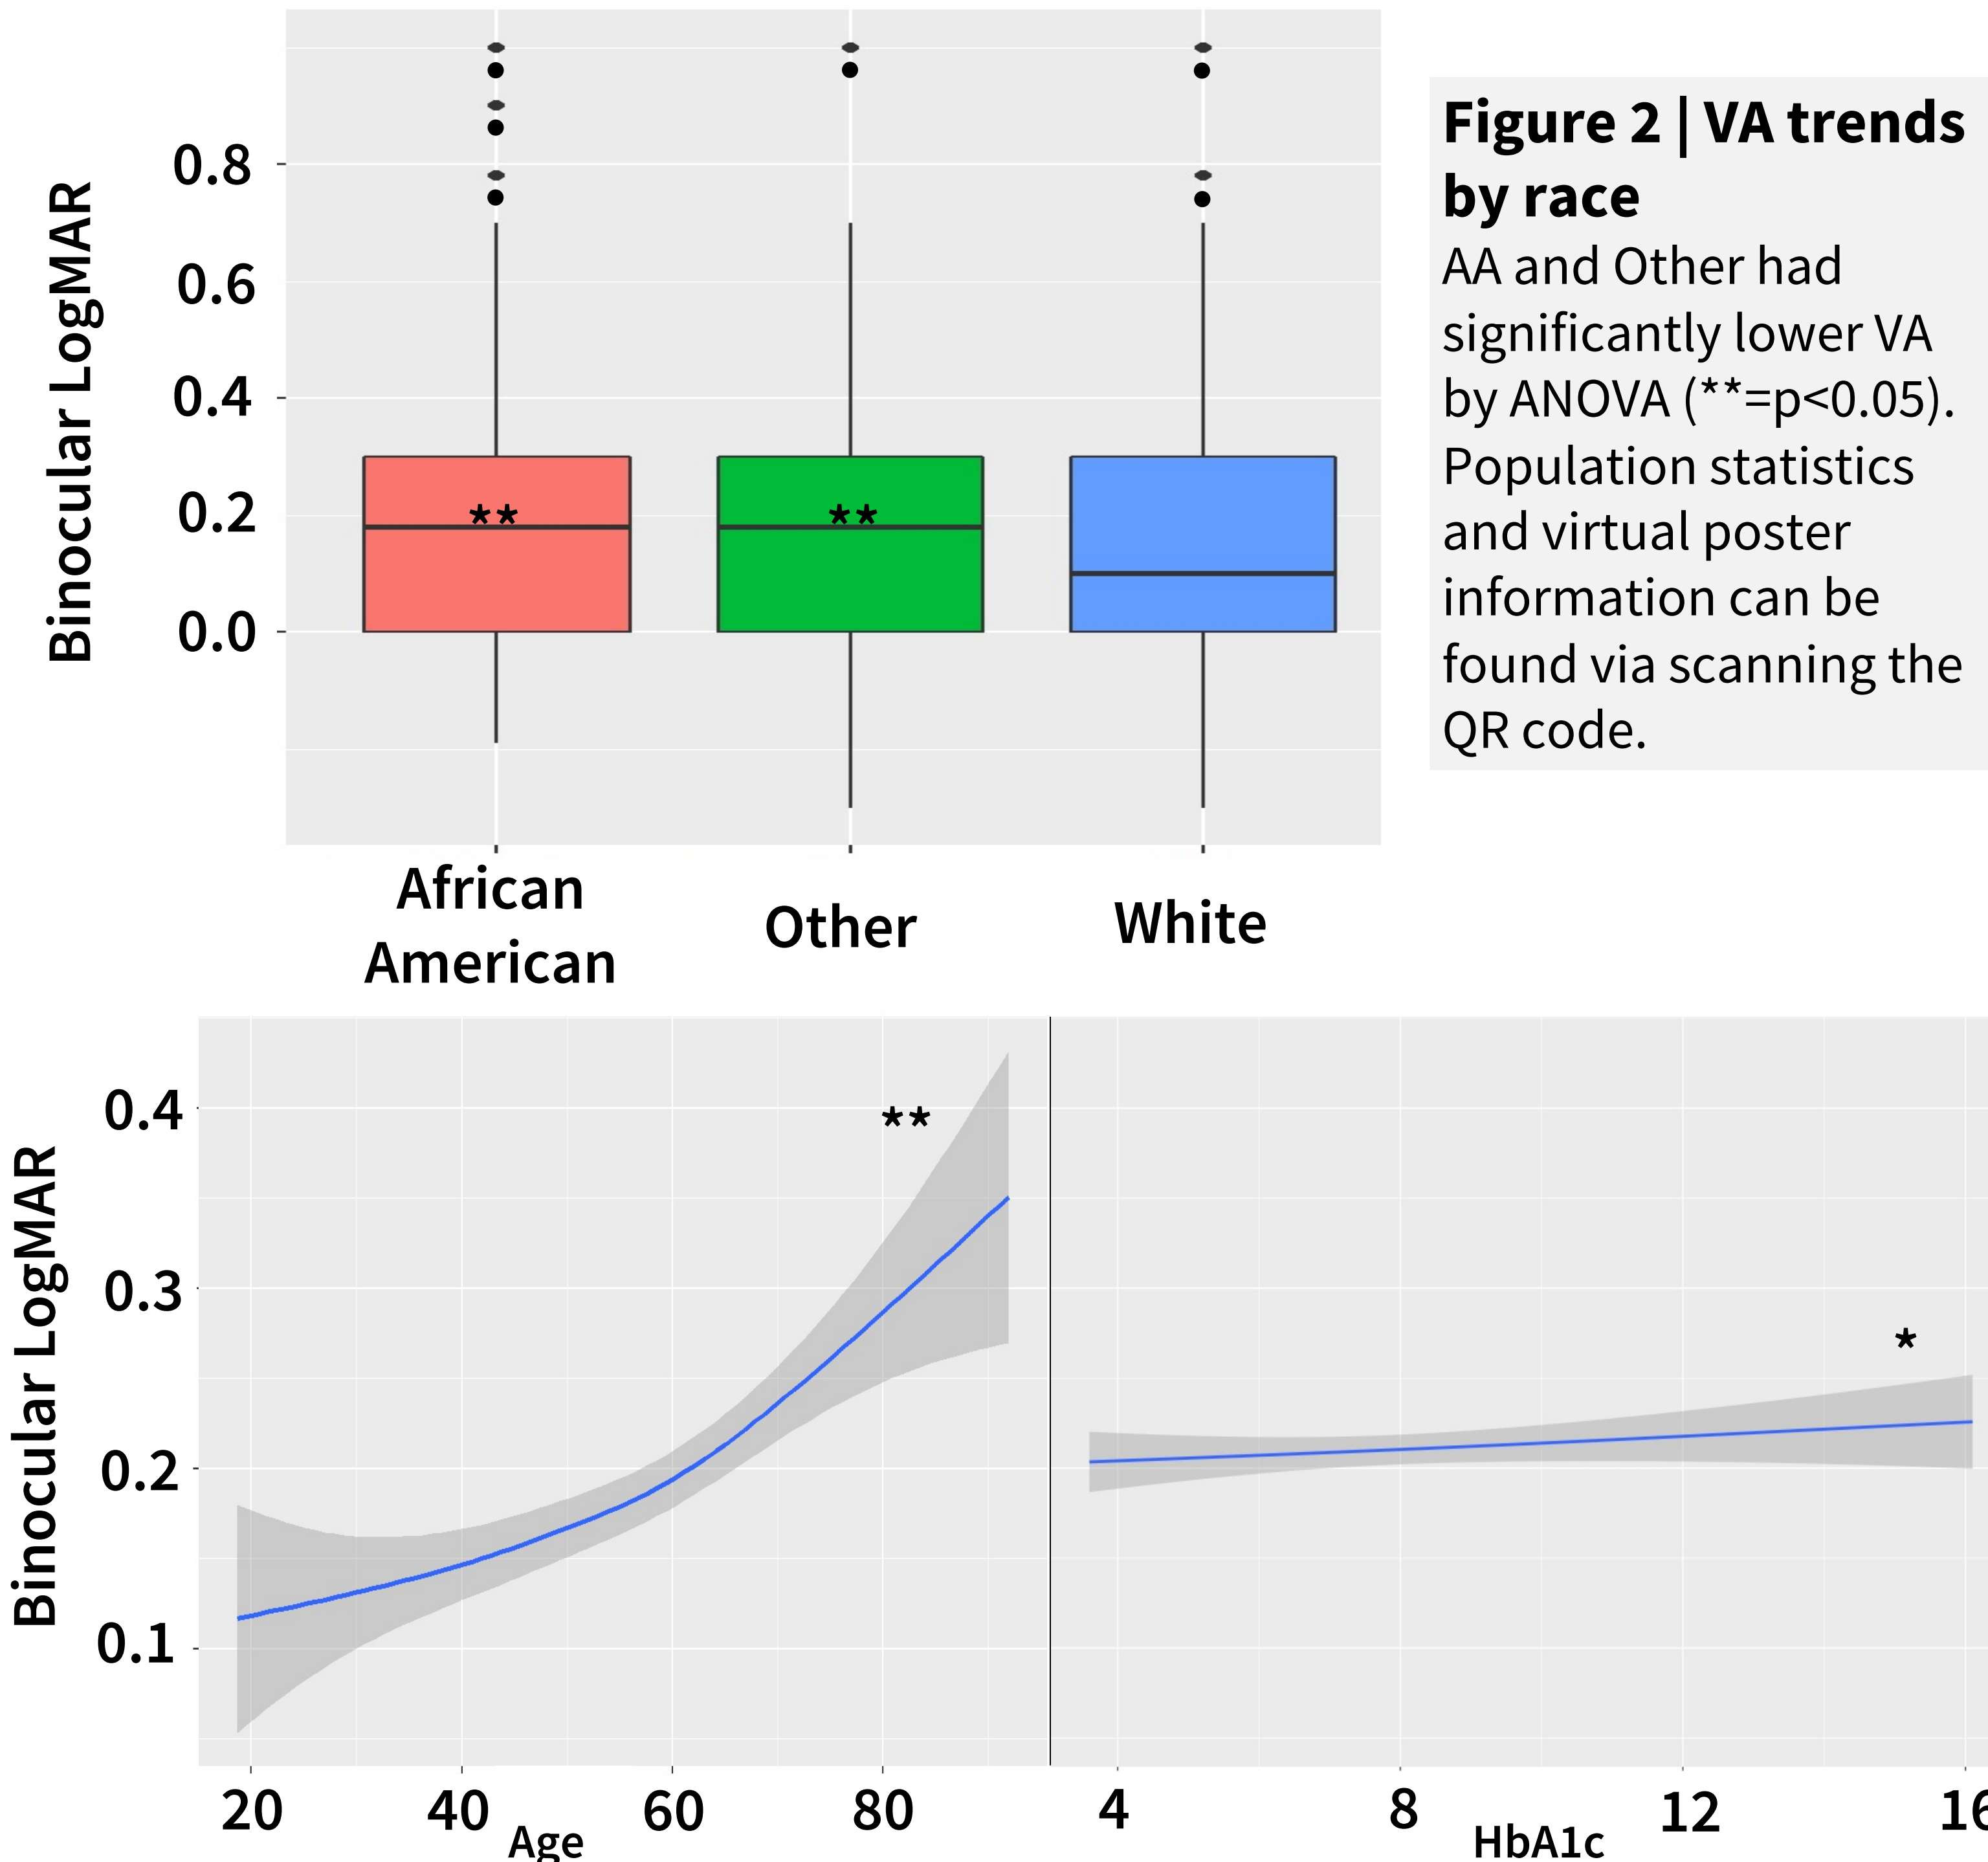 Binocular LogMAR
0.8
0.6
0.4
0.2
0.0
**
**
African
American
Other
White
Figure 2 | VA trends
by race
AA and Other had
significantly lower VA
by ANOVA (**=p<0.05).
Population statistics
and virtual poster
information can be
found via scanning the
QR code.
Binocular LogMAR
0.4
0.3
0.2
0.1
**
*
20
40
60
80
Age
4
8
12
16
HbA1c